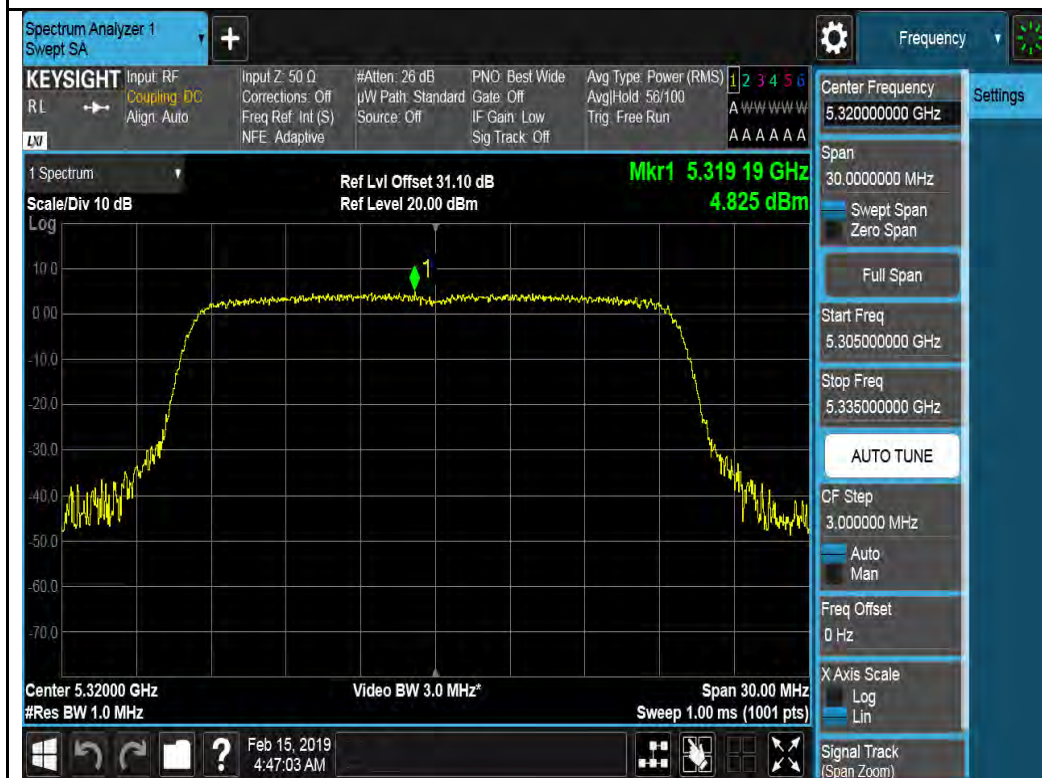 Spectrum Analyzer 1
Swept SA
+
Frequency
KEYSIGHT
RL
LXI
Input: RF
Coupling: DC
Align: Auto
Input Z: 50 Ω
Corrections: Off
Freq Ref: Int (S)
NFE: Adaptive
#Atten: 26 dB
µW Path: Standard
Source: Off
PNO: Best Wide
Gate: Off
IF Gain: Low
Sig Track: Off
Avg Type: Power (RMS)
Avg|Hold: 56/100
Trig: Free Run
1 2 3 4 5 6
A W W W W W
A A A A A A
1 Spectrum
Scale/Div 10 dB
Log
Ref Lvl Offset 31.10 dB
Ref Level 20.00 dBm
Mkr1 5.319 19 GHz
4.825 dBm
1
10.0
0.00
-10.0
-20.0
-30.0
-40.0
-50.0
-60.0
-70.0
Center 5.32000 GHz
#Res BW 1.0 MHz
Video BW 3.0 MHz*
Span 30.00 MHz
Sweep 1.00 ms (1001 pts)
?
Feb 15, 2019
4:47:03 AM
Center Frequency
5.320000000 GHz
Span
30.0000000 MHz
Swept Span
Zero Span
Full Span
Start Freq
5.305000000 GHz
Stop Freq
5.335000000 GHz
AUTO TUNE
CF Step
3.000000 MHz
Auto
Man
Freq Offset
0 Hz
X Axis Scale
Log
Lin
Signal Track
(Span Zoom)
Settings